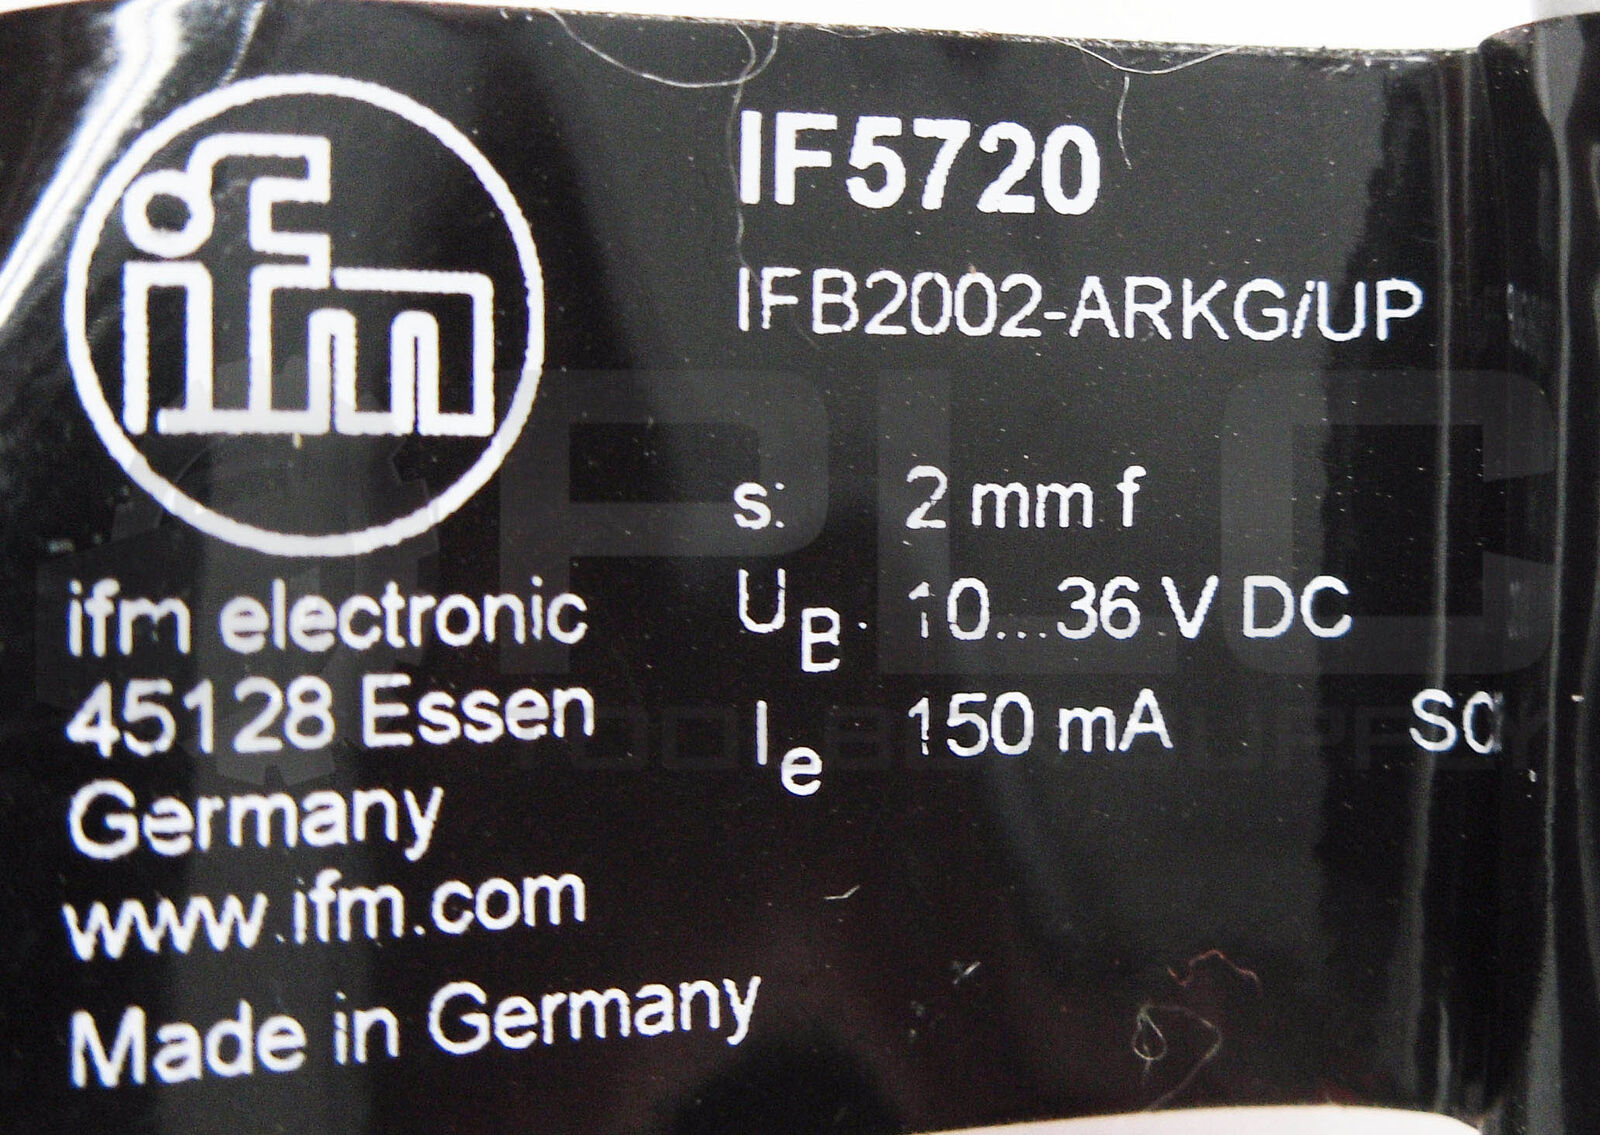 ifm
IF5720
IFB2002-ARKG/UP
s: 2 mm f
UB: 10...36 V DC
Ie 150 mA
ifm electronic
45128 Essen
Germany
www.ifm.com
Made in Germany
PLC